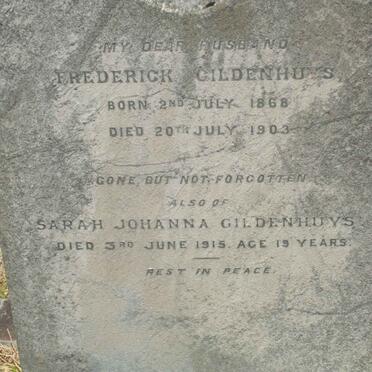 MY DEAR HUSBAND
FREDERICK GILDENHUYS,
BORN 2ND JULY 1868
DIED 20TH JULY 1903
GONE, BUT NOT FORGOTTEN
ALSO OF
SARAH JOHANNA GILDENHUYS
DIED 3RD JUNE 1915. AGE 19 YEARS.
REST IN PEACE.